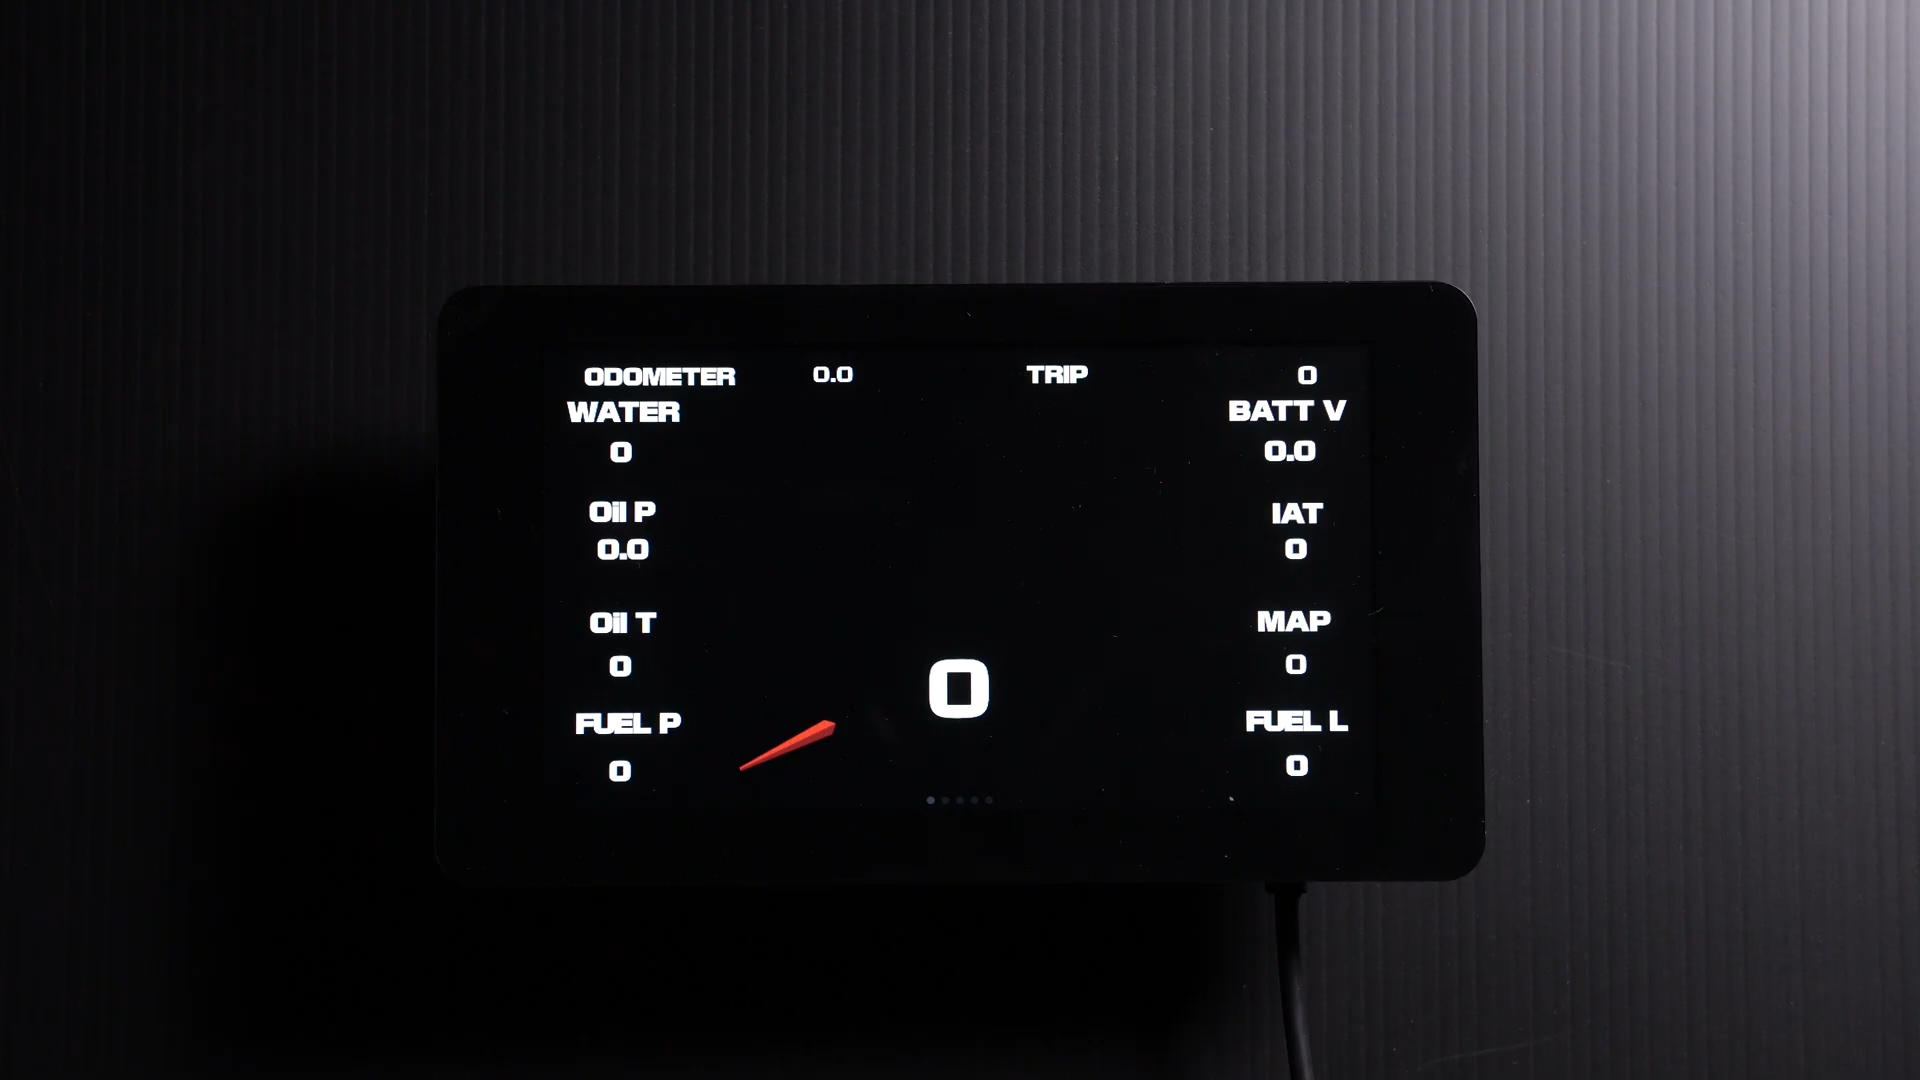 ODOMETER 0.0 TRIP 0
WATER
0
Oil P
0.0
Oil T
0
FUEL P
0
0
BATT V
0.0
IAT
0
MAP
0
FUEL L
0